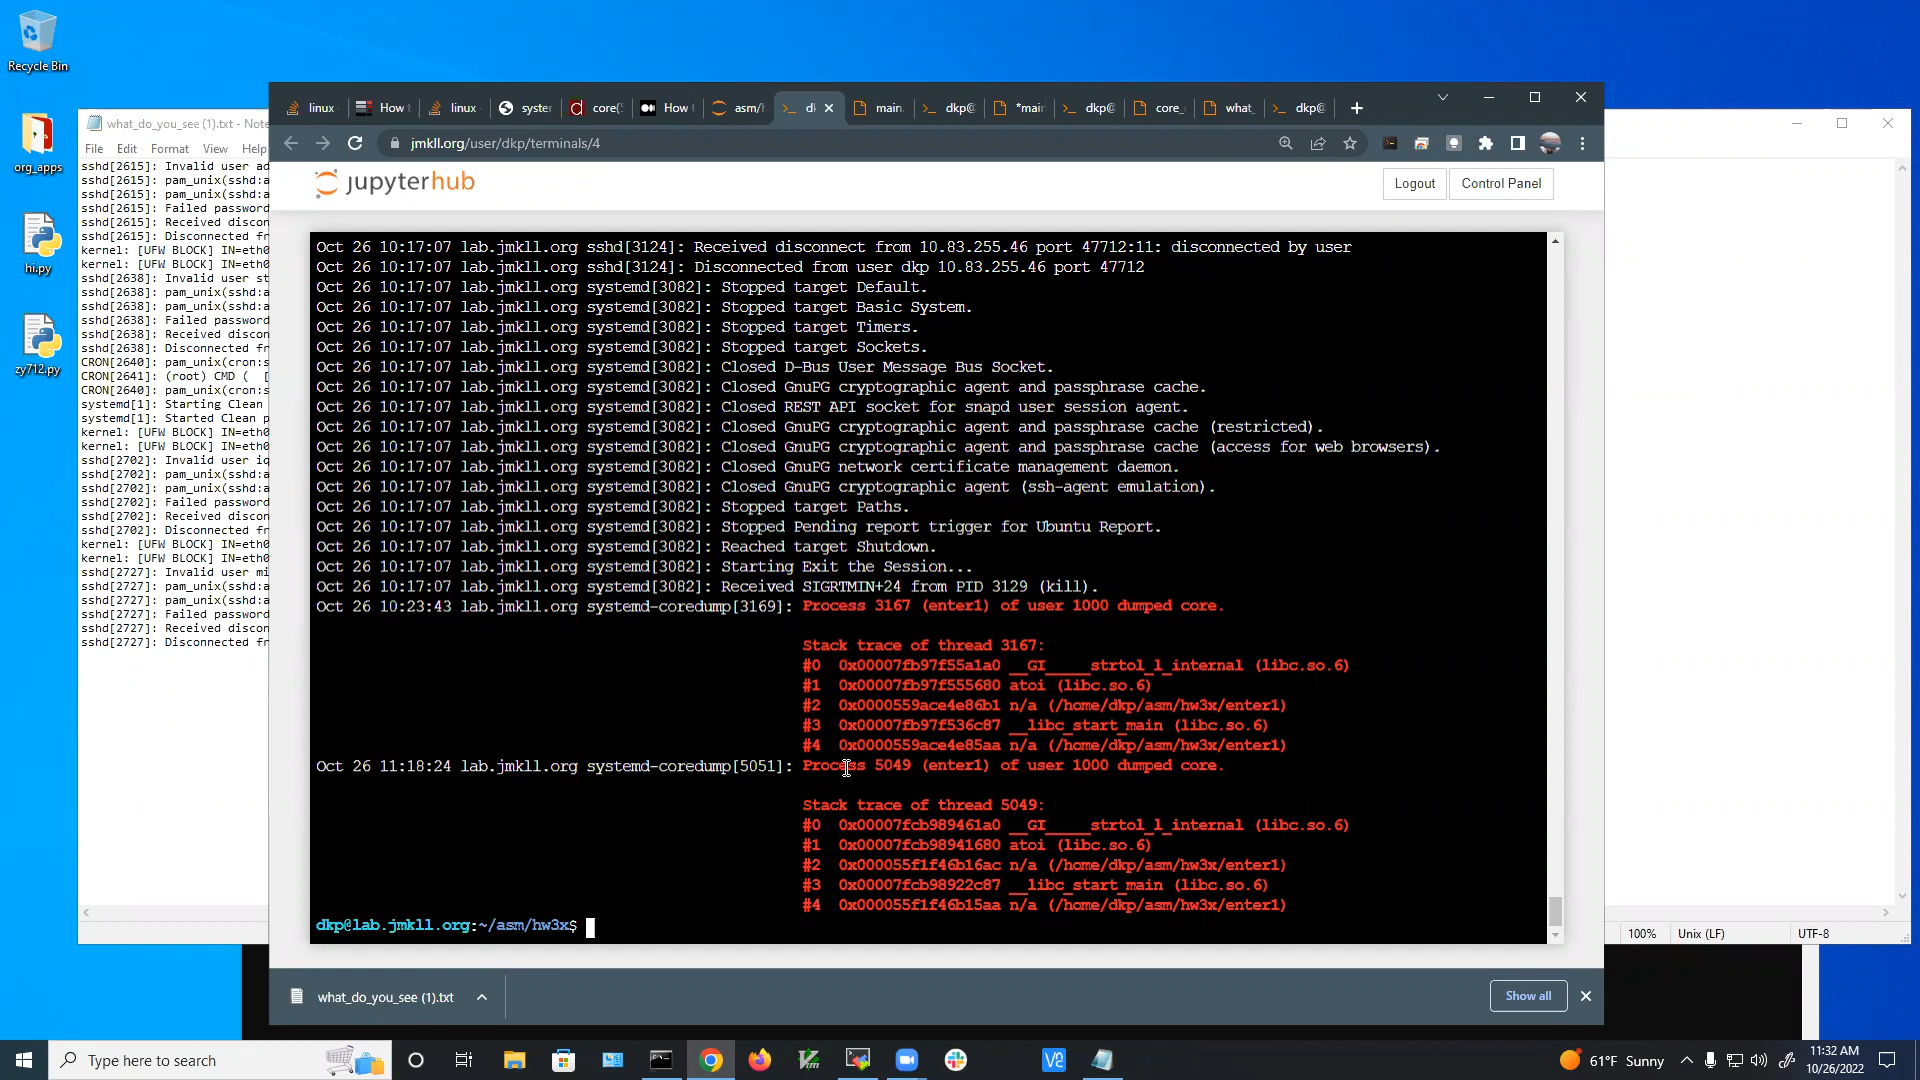 Recycle Bin
org_apps
hi.py
zy712.py
what_do_you_see (1).txt - Note
File Edit Format View Help
sshd[2615]: Invalid user ad
sshd[2615]: pam_unix(sshd:a
sshd[2615]: pam_unix(sshd:a
sshd[2615]: Failed password
sshd[2615]: Received discon
sshd[2615]: Disconnected fr
kernel: [UFW BLOCK] IN=eth0
kernel: [UFW BLOCK] IN=eth0
sshd[2638]: Invalid user st
sshd[2638]: pam_unix(sshd:a
sshd[2638]: pam_unix(sshd:a
sshd[2638]: Failed password
sshd[2638]: Received discon
sshd[2638]: Disconnected fr
CRON[2640]: pam_unix(cron:s
CRON[2641]: (root) CMD (  [
CRON[2640]: pam_unix(cron:s
systemd[1]: Starting Clean
systemd[1]: Started Clean p
kernel: [UFW BLOCK] IN=eth0
sshd[2702]: Invalid user iq
sshd[2702]: pam_unix(sshd:a
sshd[2702]: pam_unix(sshd:a
sshd[2702]: Failed password
sshd[2702]: Received discon
sshd[2702]: Disconnected fr
kernel: [UFW BLOCK] IN=eth0
kernel: [UFW BLOCK] IN=eth0
sshd[2727]: Invalid user mi
sshd[2727]: pam_unix(sshd:a
sshd[2727]: pam_unix(sshd:a
sshd[2727]: Failed password
sshd[2727]: Received discon
sshd[2727]: Disconnected fr
100% Unix (LF) UTF-8
linux How t linux syster core( How t asm/h dk main. dkp@ *mai dkp@ core_ what_ dkp@
jmkll.org/user/dkp/terminals/4
jupyterhub
Logout Control Panel
Oct 26 10:17:07 lab.jmkll.org sshd[3124]: Received disconnect from 10.83.255.46 port 47712:11: disconnected by user
Oct 26 10:17:07 lab.jmkll.org sshd[3124]: Disconnected from user dkp 10.83.255.46 port 47712
Oct 26 10:17:07 lab.jmkll.org systemd[3082]: Stopped target Default.
Oct 26 10:17:07 lab.jmkll.org systemd[3082]: Stopped target Basic System.
Oct 26 10:17:07 lab.jmkll.org systemd[3082]: Stopped target Timers.
Oct 26 10:17:07 lab.jmkll.org systemd[3082]: Stopped target Sockets.
Oct 26 10:17:07 lab.jmkll.org systemd[3082]: Closed D-Bus User Message Bus Socket.
Oct 26 10:17:07 lab.jmkll.org systemd[3082]: Closed GnuPG cryptographic agent and passphrase cache.
Oct 26 10:17:07 lab.jmkll.org systemd[3082]: Closed REST API socket for snapd user session agent.
Oct 26 10:17:07 lab.jmkll.org systemd[3082]: Closed GnuPG cryptographic agent and passphrase cache (restricted).
Oct 26 10:17:07 lab.jmkll.org systemd[3082]: Closed GnuPG cryptographic agent and passphrase cache (access for web browsers).
Oct 26 10:17:07 lab.jmkll.org systemd[3082]: Closed GnuPG network certificate management daemon.
Oct 26 10:17:07 lab.jmkll.org systemd[3082]: Closed GnuPG cryptographic agent (ssh-agent emulation).
Oct 26 10:17:07 lab.jmkll.org systemd[3082]: Stopped target Paths.
Oct 26 10:17:07 lab.jmkll.org systemd[3082]: Stopped Pending report trigger for Ubuntu Report.
Oct 26 10:17:07 lab.jmkll.org systemd[3082]: Reached target Shutdown.
Oct 26 10:17:07 lab.jmkll.org systemd[3082]: Starting Exit the Session...
Oct 26 10:17:07 lab.jmkll.org systemd[3082]: Received SIGRTMIN+24 from PID 3129 (kill).
Oct 26 10:23:43 lab.jmkll.org systemd-coredump[3169]: Process 3167 (enter1) of user 1000 dumped core.
Stack trace of thread 3167:
#0  0x00007fb97f55a1a0 __GI_____strtol_l_internal (libc.so.6)
#1  0x00007fb97f555680 atoi (libc.so.6)
#2  0x0000559ace4e86b1 n/a (/home/dkp/asm/hw3x/enter1)
#3  0x00007fb97f536c87 __libc_start_main (libc.so.6)
#4  0x0000559ace4e85aa n/a (/home/dkp/asm/hw3x/enter1)
Oct 26 11:18:24 lab.jmkll.org systemd-coredump[5051]: Process 5049 (enter1) of user 1000 dumped core.
Stack trace of thread 5049:
#0  0x00007fcb989461a0 __GI_____strtol_l_internal (libc.so.6)
#1  0x00007fcb98941680 atoi (libc.so.6)
#2  0x000055f1f46b16ac n/a (/home/dkp/asm/hw3x/enter1)
#3  0x00007fcb98922c87 __libc_start_main (libc.so.6)
#4  0x000055f1f46b15aa n/a (/home/dkp/asm/hw3x/enter1)
dkp@lab.jmkll.org:~/asm/hw3x$
what_do_you_see (1).txt
Show all
Type here to search
61°F Sunny
11:32 AM
10/26/2022